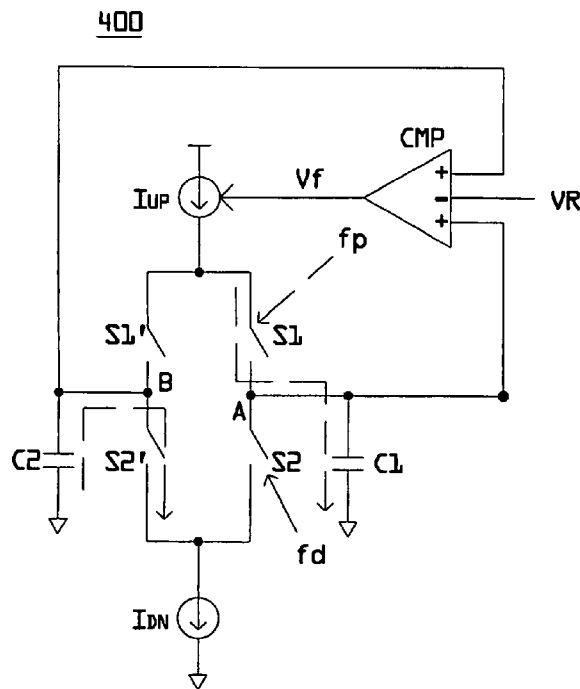 400
CMP
+
-
+
Vf
VR
IUP
fp
S1'
S1
B
A
C2
S2'
S2
C1
fd
IDN